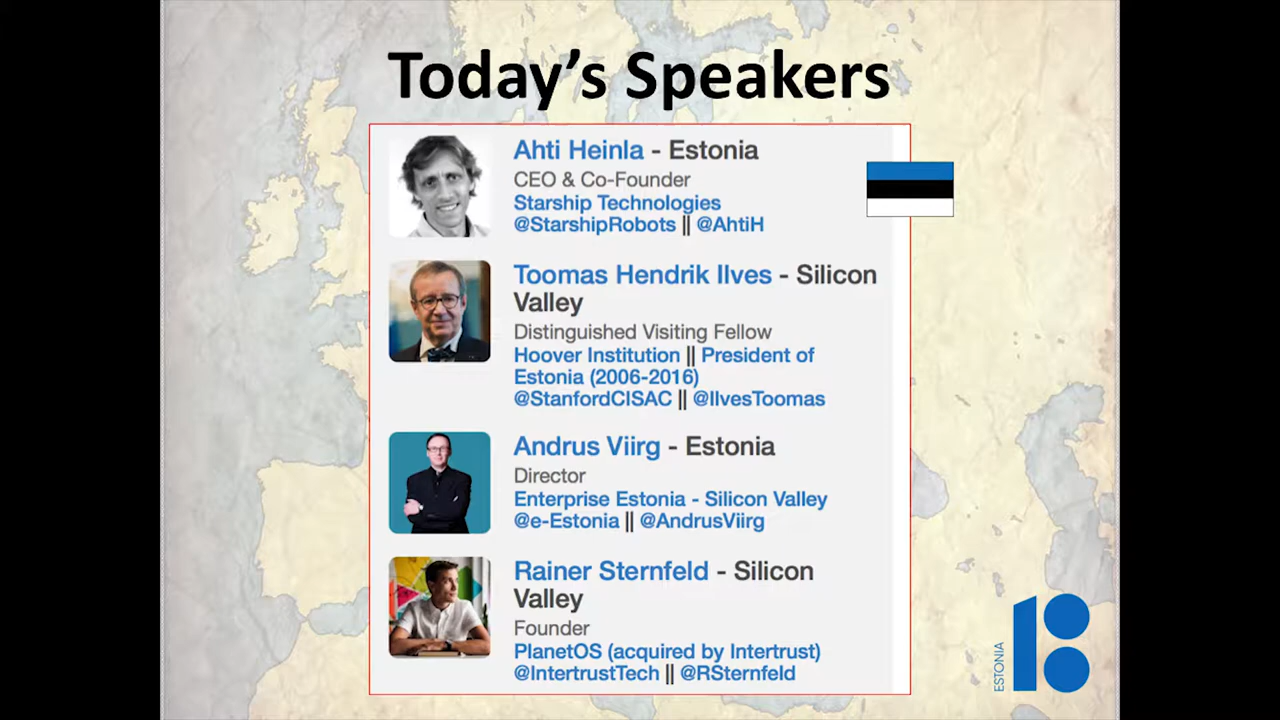 Today's Speakers
Ahti Heinla - Estonia
CEO & Co-Founder
Starship Technologies
@StarshipRobots || @AhtiH
Toomas Hendrik Ilves - Silicon
Valley
Distinguished Visiting Fellow
Hoover Institution || President of
Estonia (2006-2016)
@StanfordCISAC || @IlvesToomas
Andrus Viirg - Estonia
Director
Enterprise Estonia - Silicon Valley
@e-Estonia || @AndrusViirg
Rainer Sternfeld - Silicon
Valley
Founder
PlanetOS (acquired by Intertrust)
@IntertrustTech || @RSternfeld
ESTONIA
100